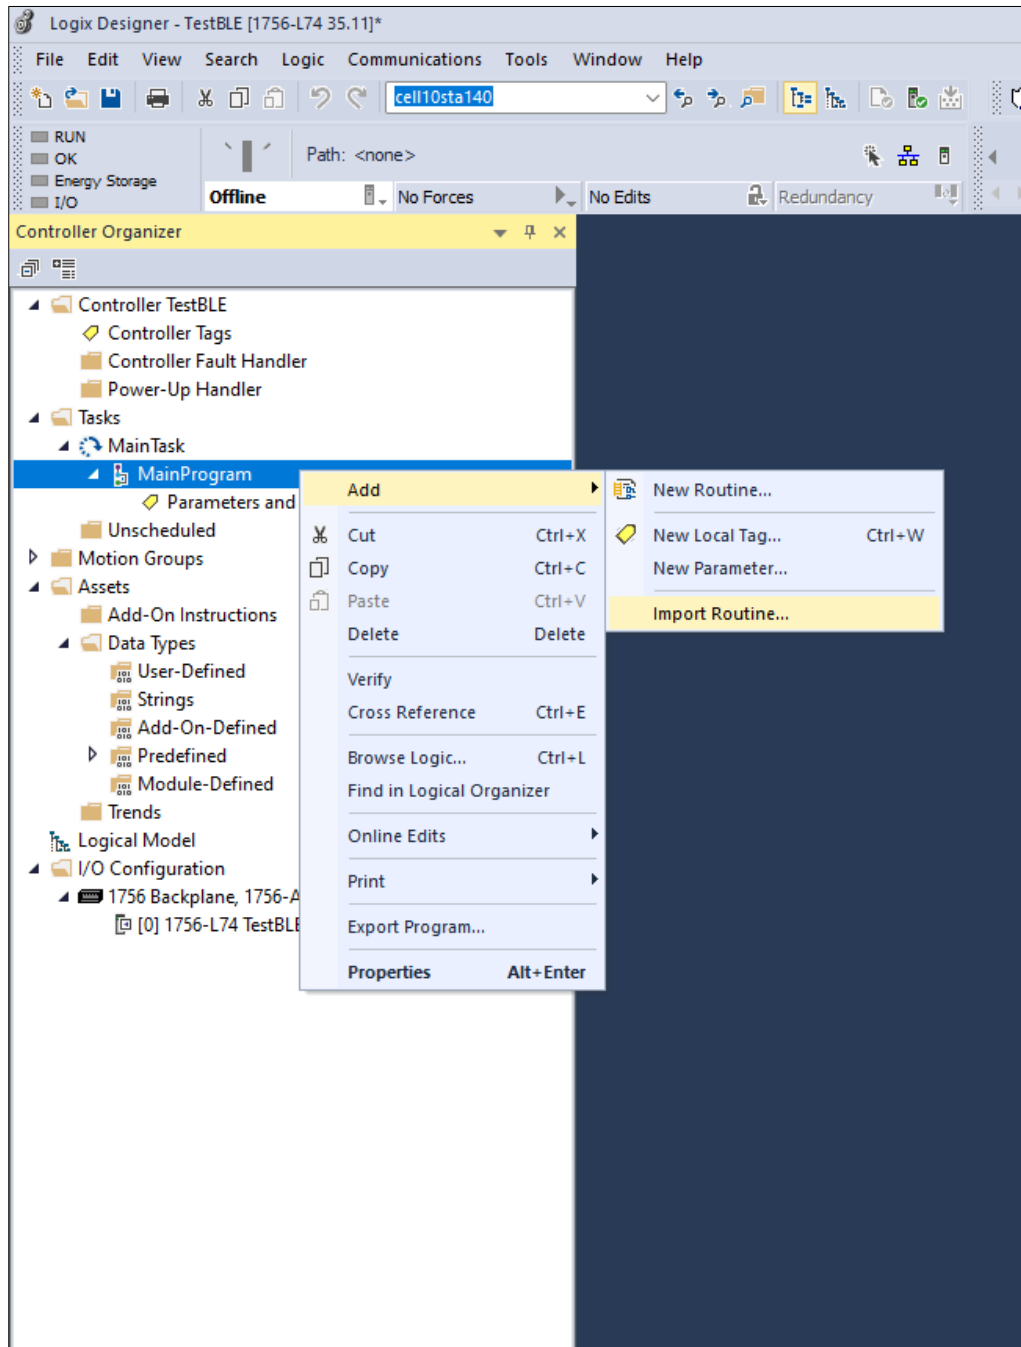 Logix Designer - TestBLE [1756-L74 35.11]*
File Edit View Search Logic Communications Tools Window Help
cell10sta140
RUN
OK
Energy Storage
I/O
Path: <none>
Offline No Forces No Edits Redundancy
Controller Organizer
Controller TestBLE
Controller Tags
Controller Fault Handler
Power-Up Handler
Tasks
MainTask
MainProgram
Parameters and
Unscheduled
Motion Groups
Assets
Add-On Instructions
Data Types
User-Defined
Strings
Add-On-Defined
Predefined
Module-Defined
Trends
Logical Model
I/O Configuration
1756 Backplane, 1756-A
[0] 1756-L74 TestBLE
Add
Cut Ctrl+X
Copy Ctrl+C
Paste Ctrl+V
Delete Delete
Verify
Cross Reference Ctrl+E
Browse Logic... Ctrl+L
Find in Logical Organizer
Online Edits
Print
Export Program...
Properties Alt+Enter
New Routine...
New Local Tag... Ctrl+W
New Parameter...
Import Routine...